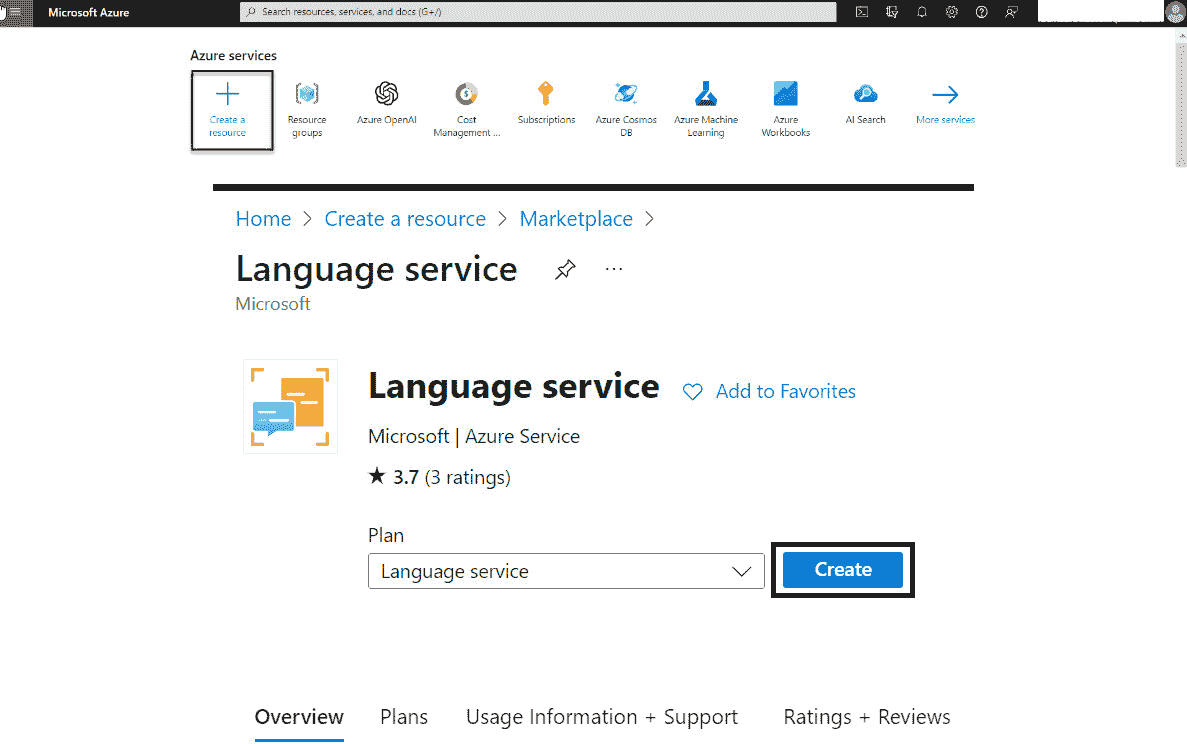 Microsoft Azure
Search resources, services, and docs (G+/)
Azure services
Create a resource
Resource groups
Azure OpenAI
Cost Management ...
Subscriptions
Azure Cosmos DB
Azure Machine Learning
Azure Workbooks
AI Search
More services
Home > Create a resource > Marketplace >
Language service
...
Microsoft
Language service
Add to Favorites
Microsoft | Azure Service
★ 3.7 (3 ratings)
Plan
Language service
Create
Overview Plans Usage Information + Support Ratings + Reviews